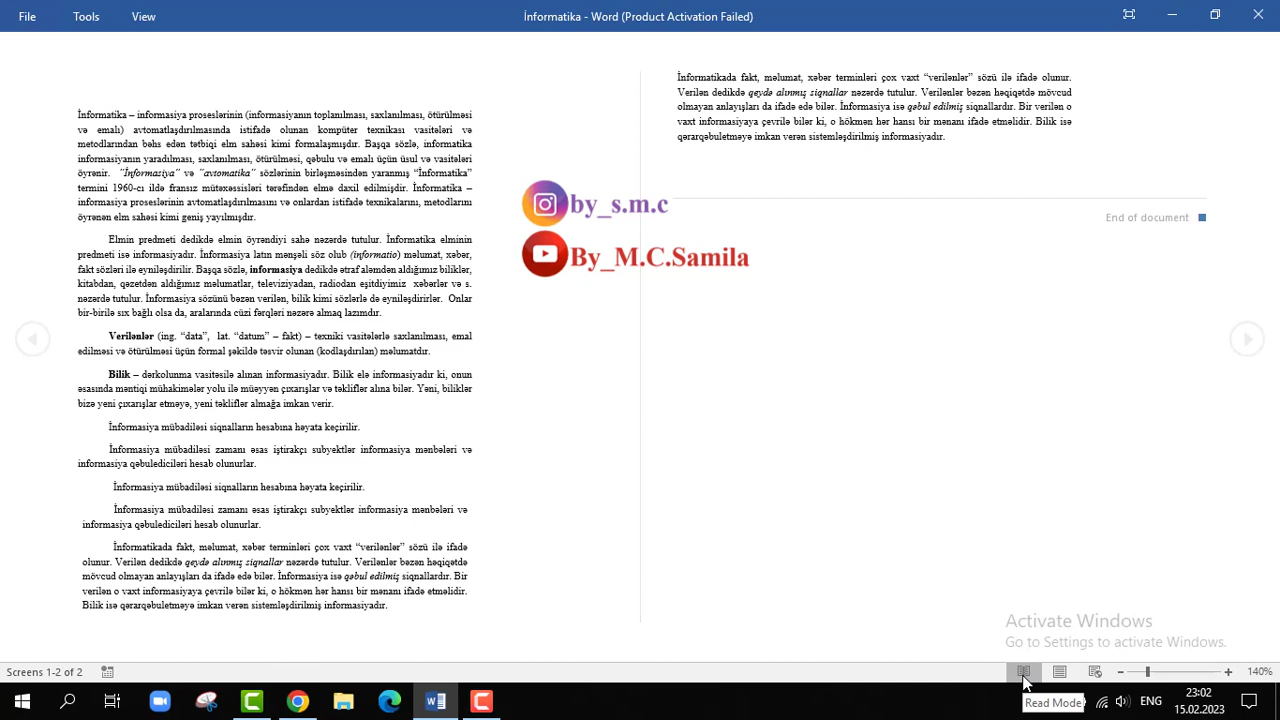 File Tools View İnformatika - Word (Product Activation Failed)
İnformatika – informasiya proseslərinin (informasiyanın toplanılması, saxlanılması, ötürülməsi
və emalı) avtomatlaşdırılmasında istifadə olunan kompüter texnikası vasitələri və
metodlarından bəhs edən tətbiqi elm sahəsi kimi formalaşmışdır. Başqa sözlə, informatika
informasiyanın yaradılması, saxlanılması, ötürülməsi, qəbulu və emalı üçün üsul və vasitələri
öyrənir. "İnformasiya" və "avtomatika" sözlərinin birləşməsindən yaranmış “İnformatika”
termini 1960-cı ildə fransız mütəxəssisləri tərəfindən elmə daxil edilmişdir. İnformatika –
informasiya proseslərinin avtomatlaşdırılmasını və onlardan istifadə texnikalarını, metodlarını
öyrənən elm sahəsi kimi geniş yayılmışdır.
Elmin predmeti dedikdə elmin öyrəndiyi sahə nəzərdə tutulur. İnformatika elminin
predmeti isə informasiyadır. İnformasiya latın mənşəli söz olub (informatio) məlumat, xəbər,
fakt sözləri ilə eyniləşdirilir. Başqa sözlə, informasiya dedikdə ətraf aləmdən aldığımız biliklər,
kitabdan, qəzetdən aldığımız məlumatlar, televiziyadan, radiodan eşitdiyimiz xəbərlər və s.
nəzərdə tutulur. İnformasiya sözünü bəzən verilən, bilik kimi sözlərlə də eyniləşdirirlər. Onlar
bir-birilə sıx bağlı olsa da, aralarında cüzi fərqləri nəzərə almaq lazımdır.
Verilənlər (ing. “data”, lat. “datum” – fakt) – texniki vasitələrlə saxlanılması, emal
edilməsi və ötürülməsi üçün formal şəkildə təsvir olunan (kodlaşdırılan) məlumatdır.
Bilik – dərkolunma vasitəsilə alınan informasiyadır. Bilik elə informasiyadır ki, onun
əsasında məntiqi mühakimələr yolu ilə müəyyən çıxarışlar və təkliflər alına bilər. Yəni, biliklər
bizə yeni çıxarışlar etməyə, yeni təkliflər almağa imkan verir.
İnformasiya mübadiləsi siqnalların hesabına həyata keçirilir.
İnformasiya mübadiləsi zamanı əsas iştirakçı subyektlər informasiya mənbələri və
informasiya qəbulediciləri hesab olunurlar.
İnformasiya mübadiləsi siqnalların hesabına həyata keçirilir.
İnformasiya mübadiləsi zamanı əsas iştirakçı subyektlər informasiya mənbələri və
informasiya qəbulediciləri hesab olunurlar.
İnformatikada fakt, məlumat, xəbər terminləri çox vaxt “verilənlər” sözü ilə ifadə
olunur. Verilən dedikdə qeydə alınmış siqnallar nəzərdə tutulur. Verilənlər bəzən həqiqətdə
mövcud olmayan anlayışları da ifadə edə bilər. İnformasiya isə qəbul edilmiş siqnallardır. Bir
verilən o vaxt informasiyaya çevrilə bilər ki, o hökmən hər hansı bir mənanı ifadə etməlidir.
Bilik isə qərarqəbuletməyə imkan verən sistemləşdirilmiş informasiyadır.
İnformatikada fakt, məlumat, xəbər terminləri çox vaxt “verilənlər” sözü ilə ifadə olunur.
Verilən dedikdə qeydə alınmış siqnallar nəzərdə tutulur. Verilənlər bəzən həqiqətdə mövcud
olmayan anlayışları da ifadə edə bilər. İnformasiya isə qəbul edilmiş siqnallardır. Bir verilən o
vaxt informasiyaya çevrilə bilər ki, o hökmən hər hansı bir mənanı ifadə etməlidir. Bilik isə
qərarqəbuletməyə imkan verən sistemləşdirilmiş informasiyadır.
by_s.m.c
By_M.C.Samila
End of document
Activate Windows
Go to Settings to activate Windows.
Screens 1-2 of 2 140%
Read Mode
ENG 23:02
15.02.2023